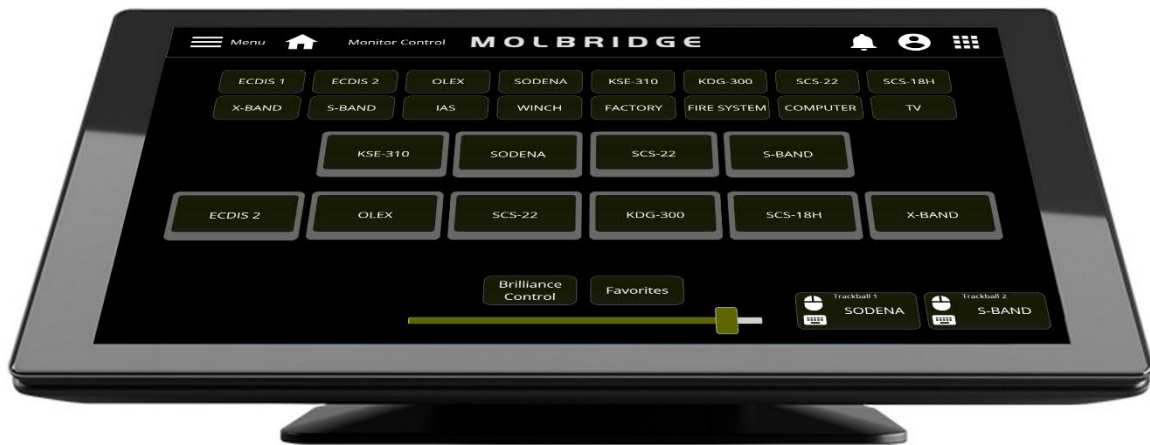 Menu Monitor Control MOLBRIDGE
ECDIS 1 ECDIS 2 OLEX SODENA KSE-310 KDG-300 SCS-22 SCS-18H
X-BAND S-BAND IAS WINCH FACTORY FIRE SYSTEM COMPUTER TV
KSE-310 SODENA SCS-22 S-BAND
ECDIS 2 OLEX SCS-22 KDG-300 SCS-18H X-BAND
Brilliance
Control
Favorites
Trackball 1
SODENA
Trackball 2
S-BAND